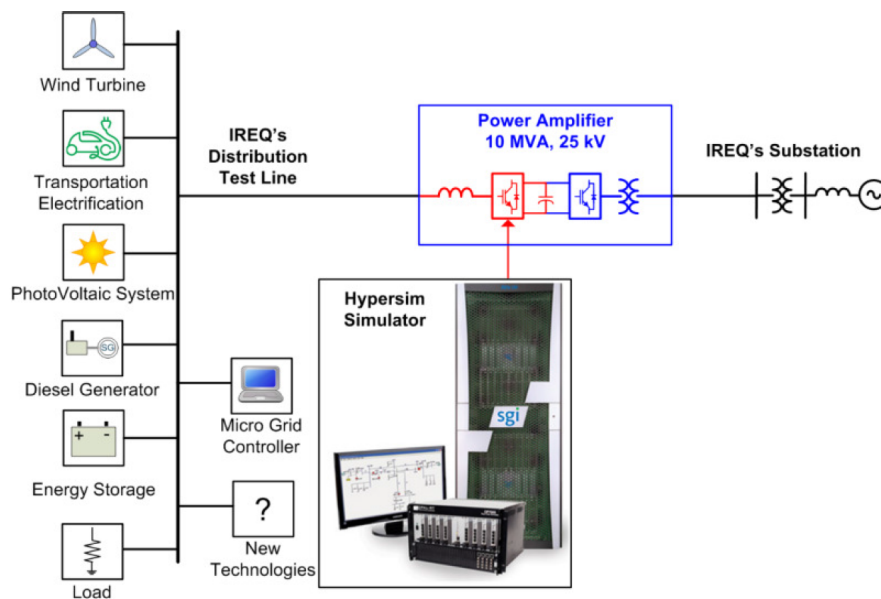 Wind Turbine
Transportation
Electrification
PhotoVoltaic System
SGi
Diesel Generator
+ -
Energy Storage
Load
IREQ's
Distribution
Test Line
Micro Grid
Controller
?
New
Technologies
Power Amplifier
10 MVA, 25 kV
Hypersim
Simulator
sgi
IREQ's Substation